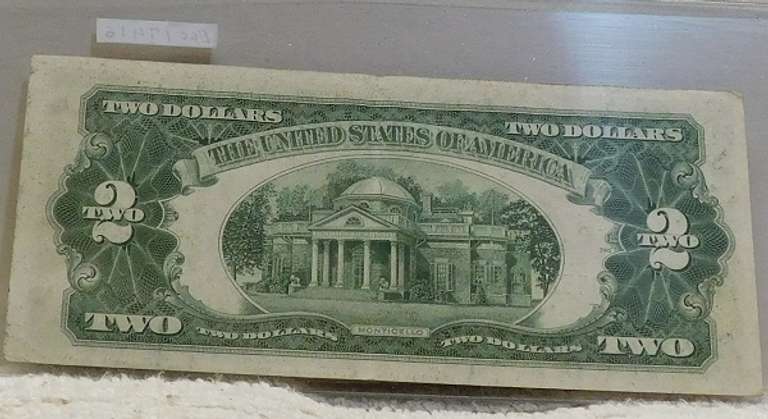 TWO DOLLARS
TWO DOLLARS
THE UNITED STATES OF AMERICA
2
TWO
2
TWO
TWO
TWO DOLLARS
MONTICELLO
TWO DOLLARS
TWO